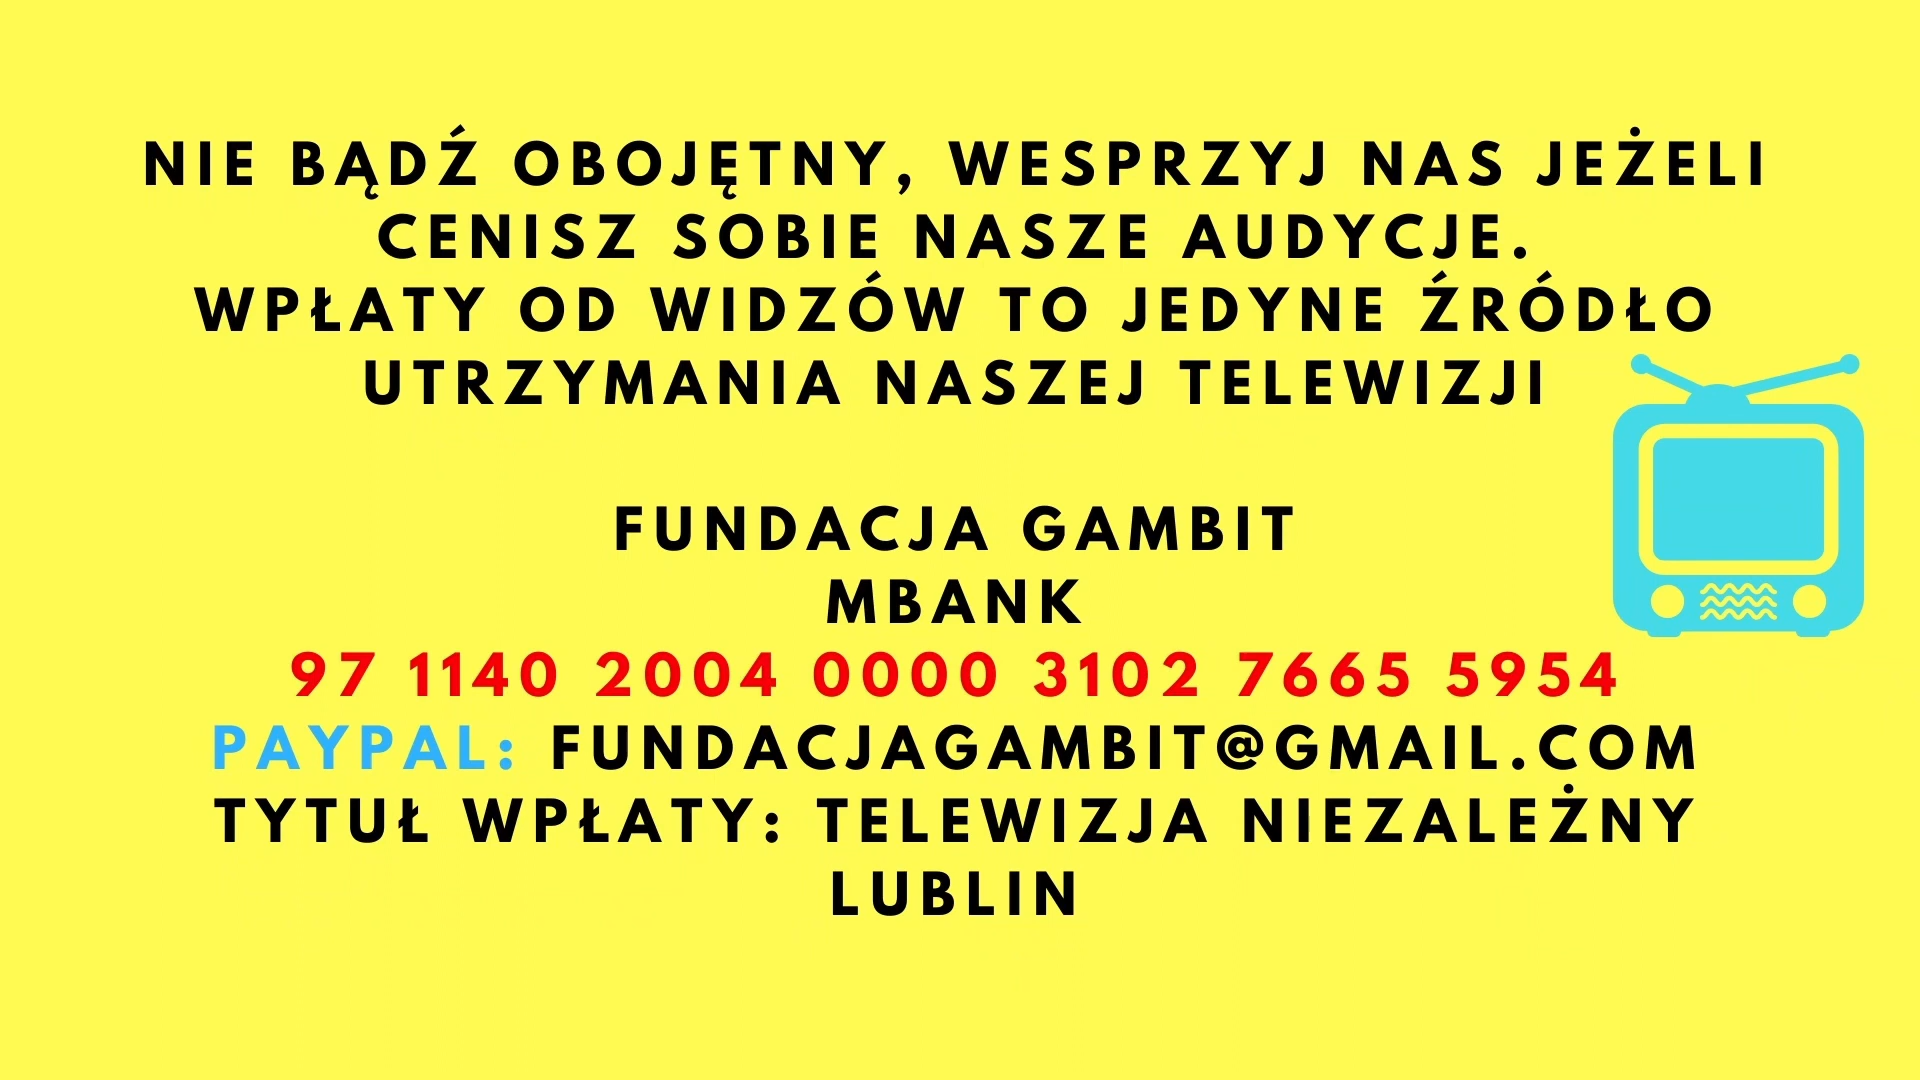 NIE BĄDŹ OBOJĘTNY, WESPRZYJ NAS JEŻELI
CENISZ SOBIE NASZE AUDYCJE.
WPŁATY OD WIDZÓW TO JEDYNE ŹRÓDŁO
UTRZYMANIA NASZEJ TELEWIZJI
FUNDACJA GAMBIT
MBANK
97 1140 2004 0000 3102 7665 5954
PAYPAL: FUNDACJAGAMBIT@GMAIL.COM
TYTUŁ WPŁATY: TELEWIZJA NIEZALEŻNY
LUBLIN